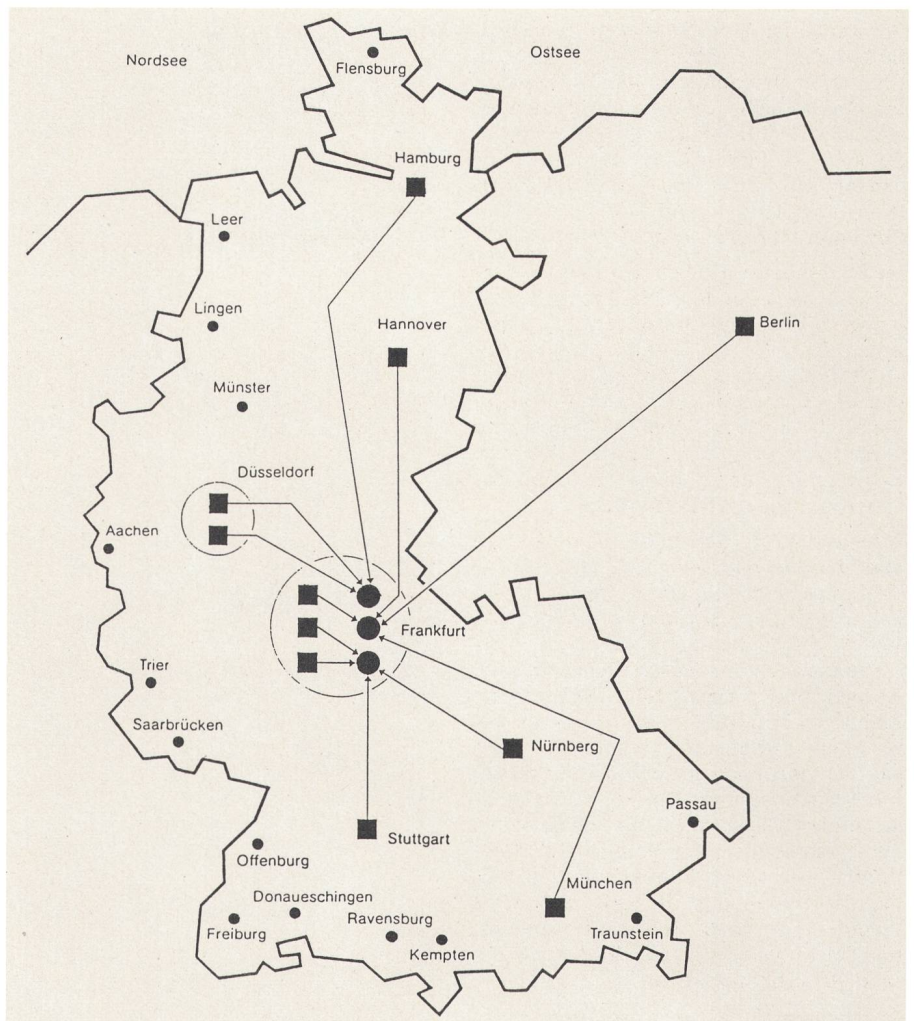 Nordsee
Ostsee
Flensburg
Hamburg
Leer
Lingen
Hannover
Berlin
Münster
Düsseldorf
Aachen
Frankfurt
Trier
Saarbrücken
Nürnberg
Passau
Stuttgart
Offenburg
München
Donaueschingen
Ravensburg
Freiburg
Traunstein
Kempten